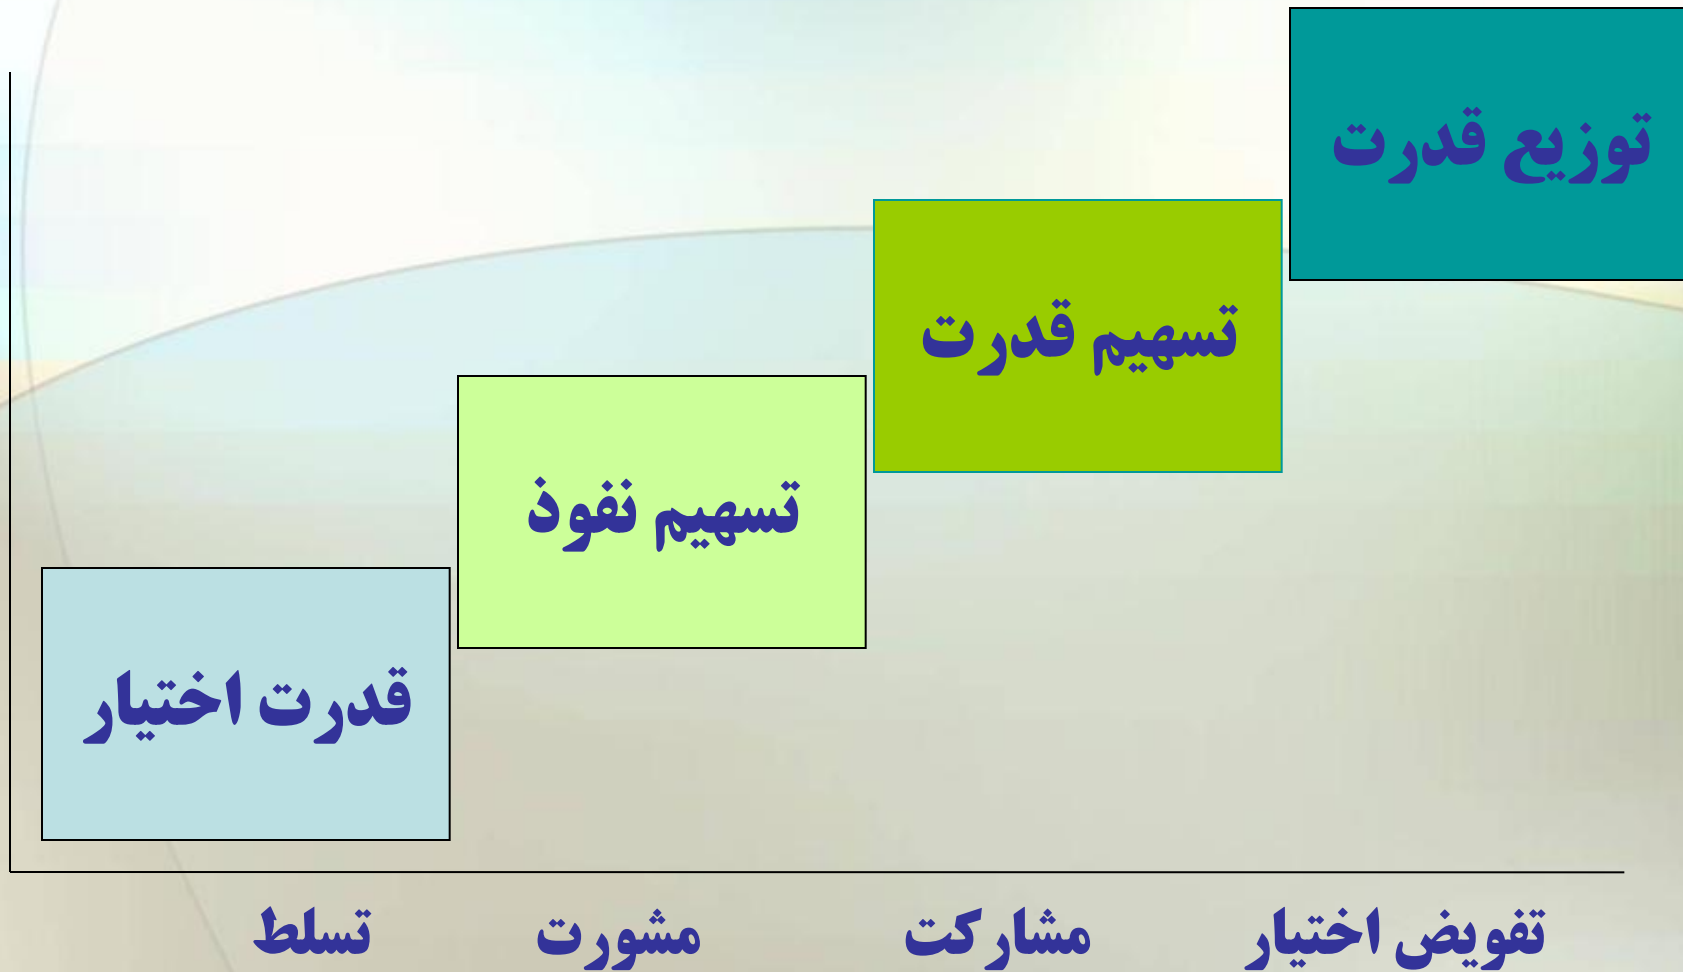 توزیع قدرت
تسهیم قدرت
تسهیم نفوذ
قدرت اختیار
تفویض اختیار مشارکت مشورت تسلط